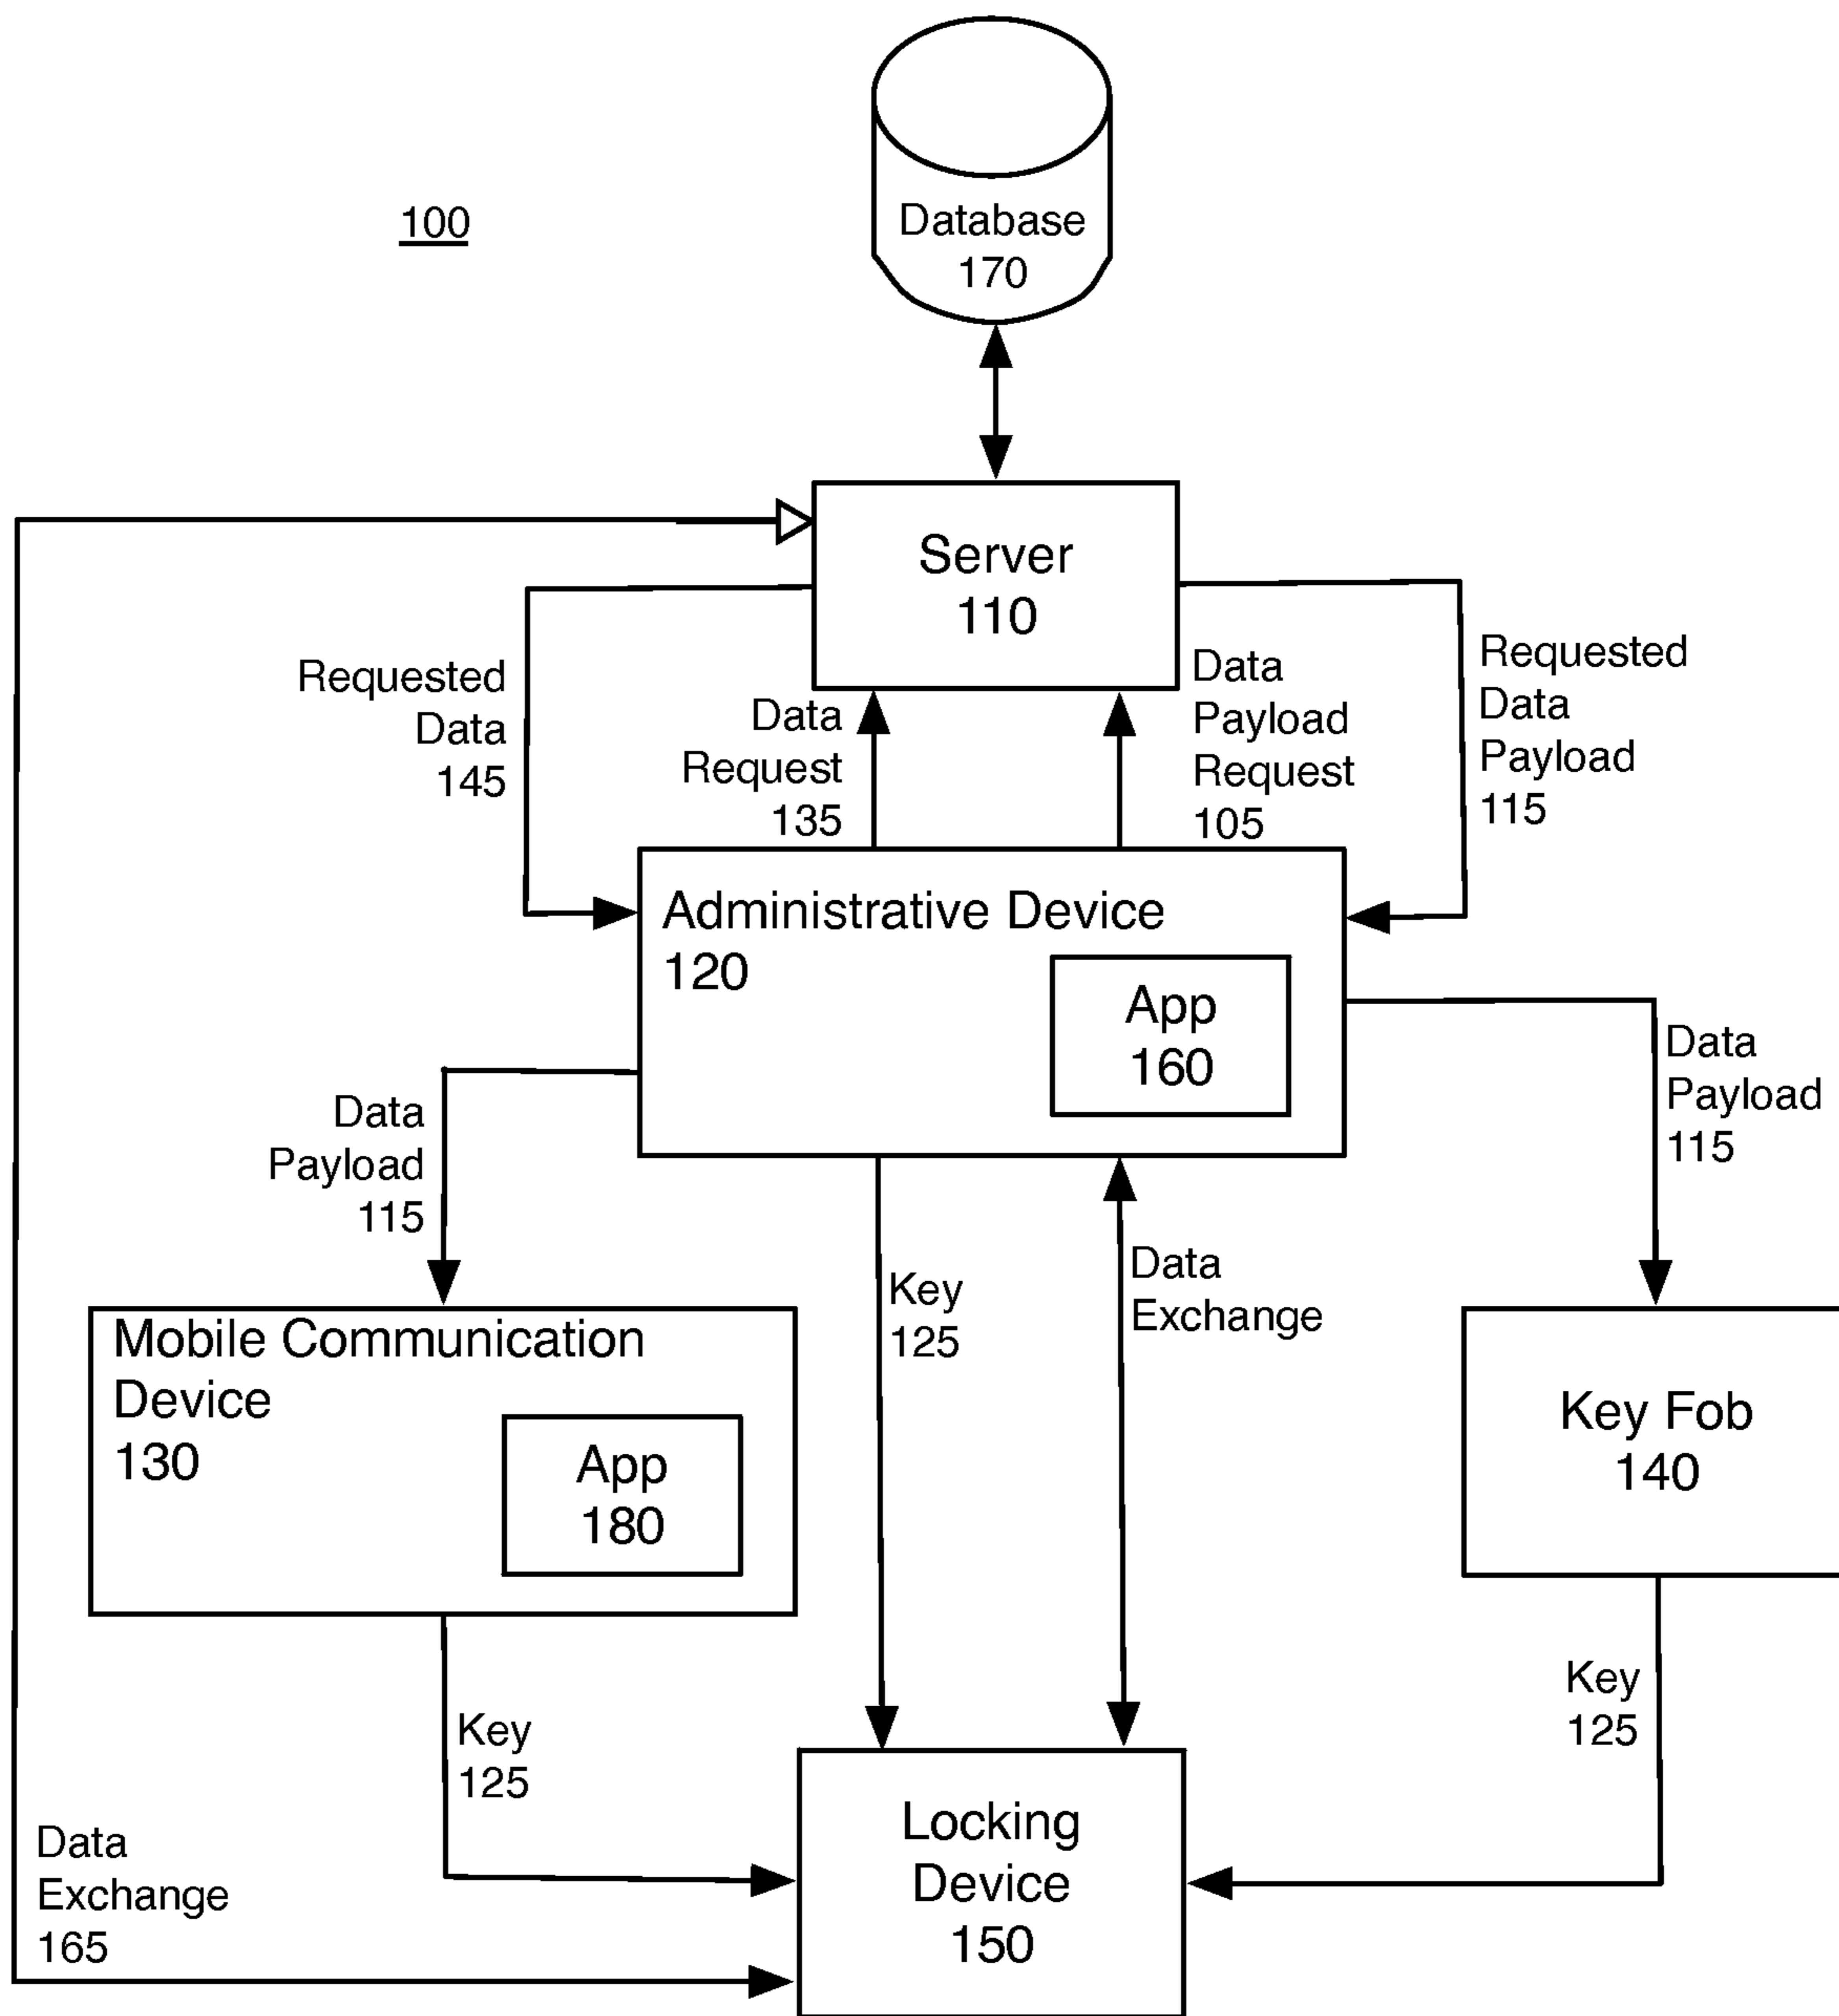 100
Database
170
Server
110
Requested
Data
145
Data
Request
135
Data
Payload
Request
105
Requested
Data
Payload
115
Administrative Device
120
App
160
Data
Payload
115
Data
Payload
115
Key
125
Data
Exchange
Mobile Communication
Device
130
App
180
Key Fob
140
Key
125
Key
125
Locking
Device
150
Data
Exchange
165